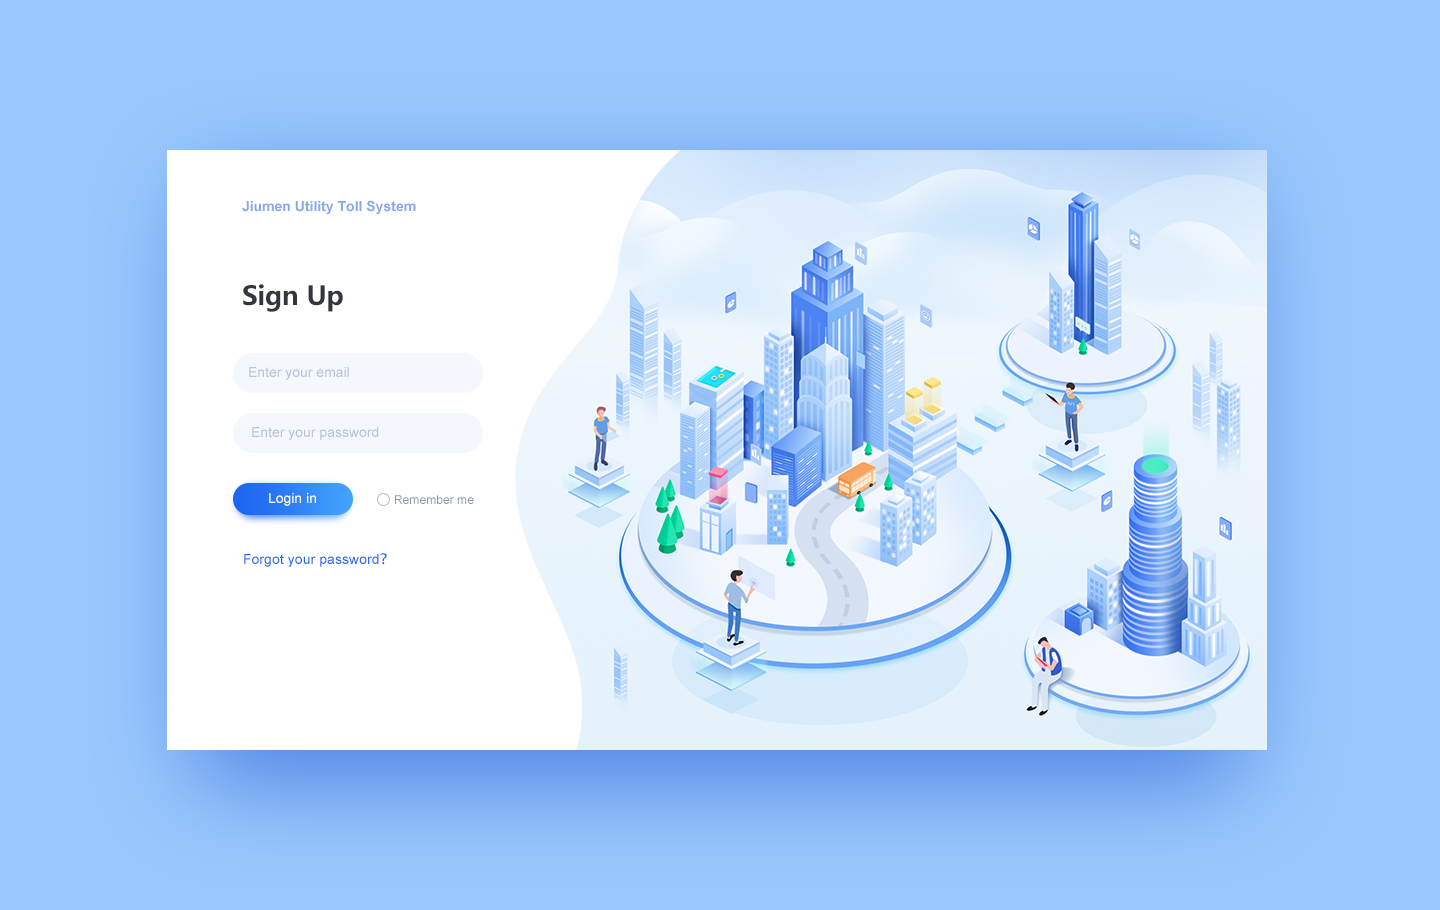 Jiumen Utility Toll System
Sign Up
Enter your email
Enter your password
Login in
Remember me
Forgot your password?